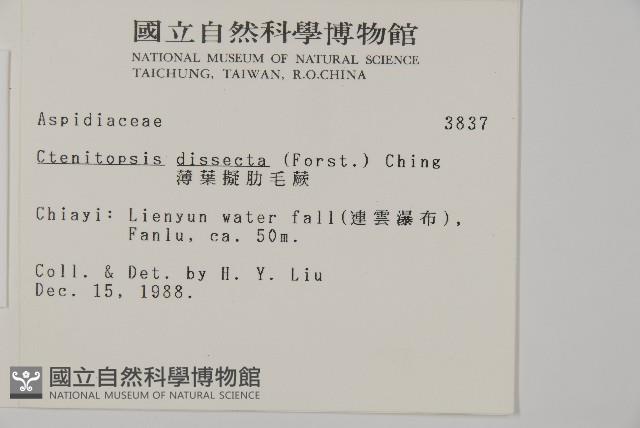 國立自然科學博物館
NATIONAL MUSEUM OF NATURAL SCIENCE
TAICHUNG, TAIWAN, R.O.CHINA
Aspidiaceae 3837
Ctenitopsis dissecta (Forst.) Ching
薄葉擬肋毛蕨
Chiayi: Lienyun water fall(連雲瀑布),
Fanlu, ca. 50m.
Coll. & Det. by H. Y. Liu
Dec. 15, 1988.
國立自然科學博物館
NATIONAL MUSEUM OF NATURAL SCIENCE